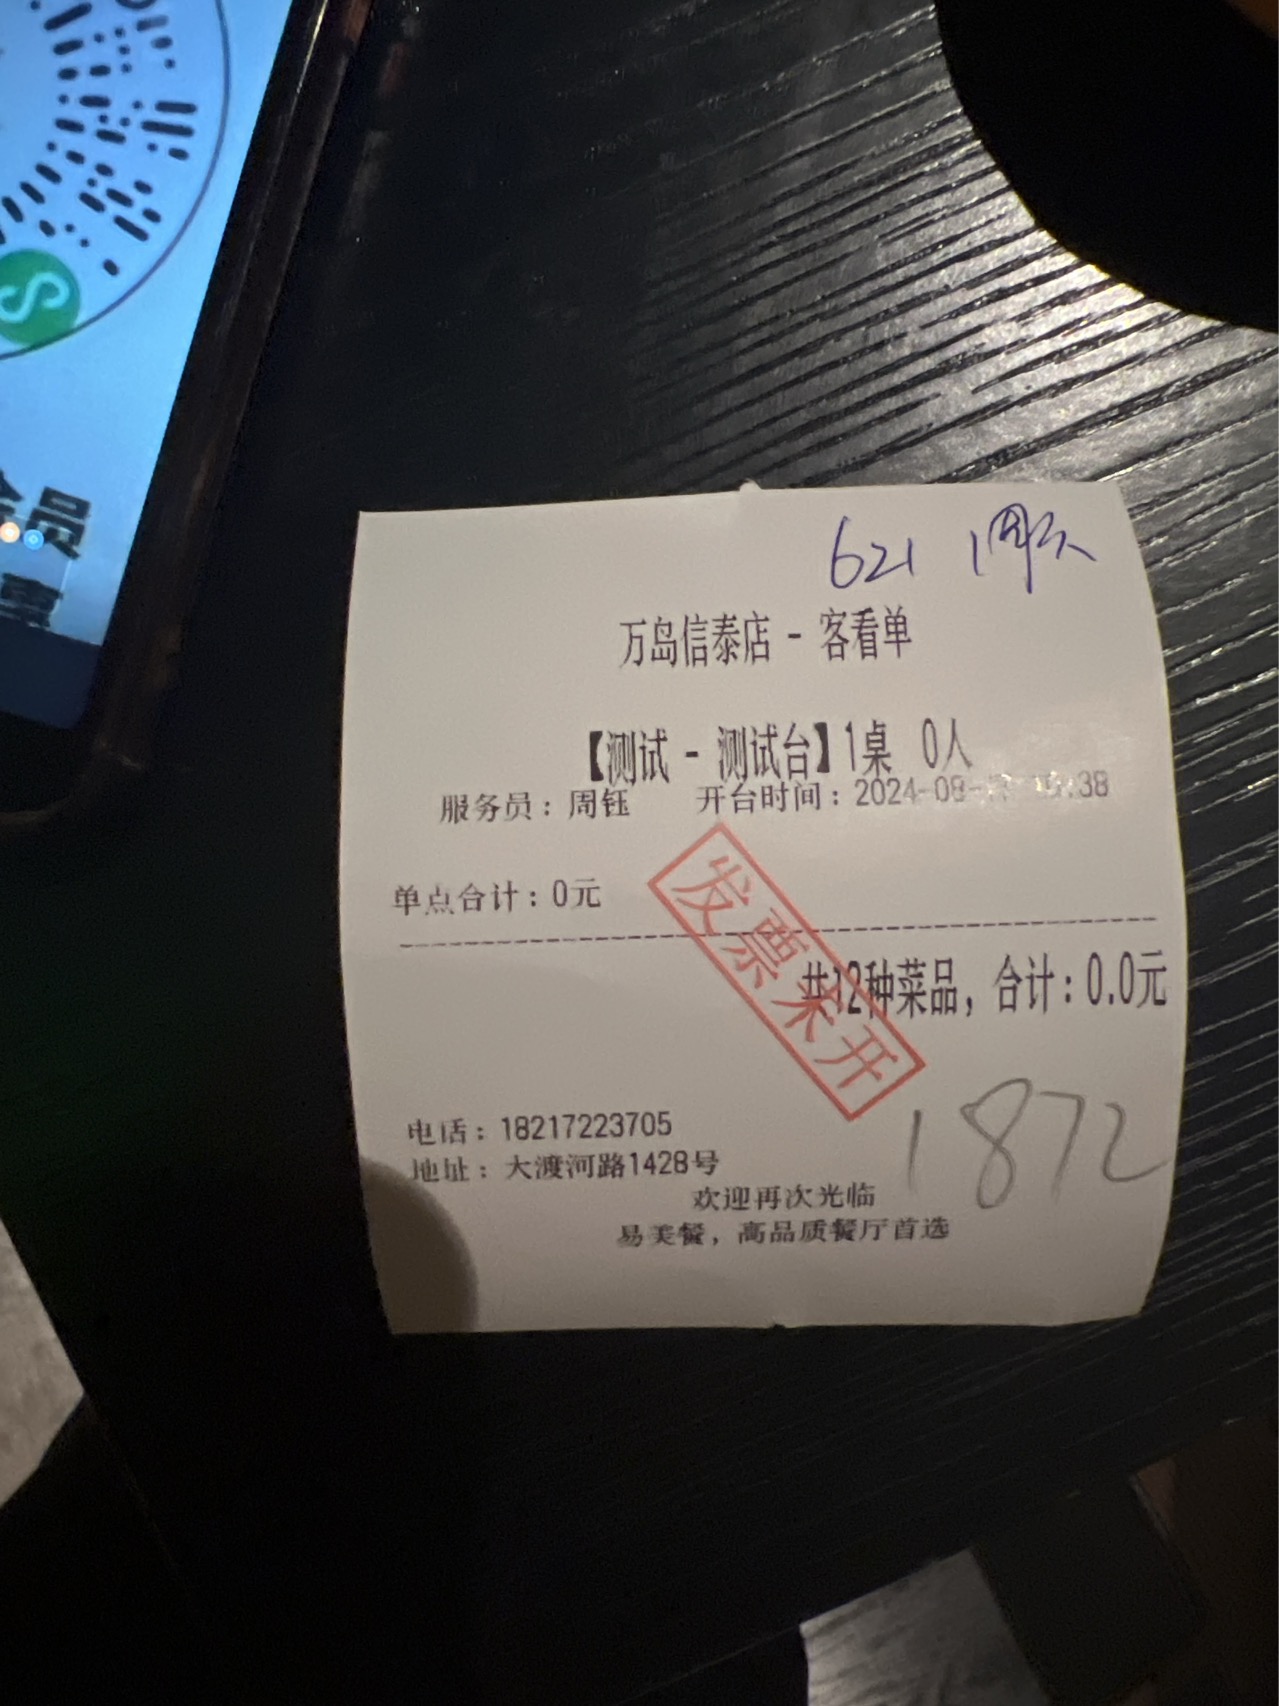 员
621
万岛信泰店 - 客看单
【测试 - 测试台】1桌 0人
服务员：周钰 开台时间：2024-08- :38
单点合计：0元
发票未开
共12种菜品，合计：0.0元
1872
电话：18217223705
地址：大渡河路1428号
欢迎再次光临
易美餐，高品质餐厅首选